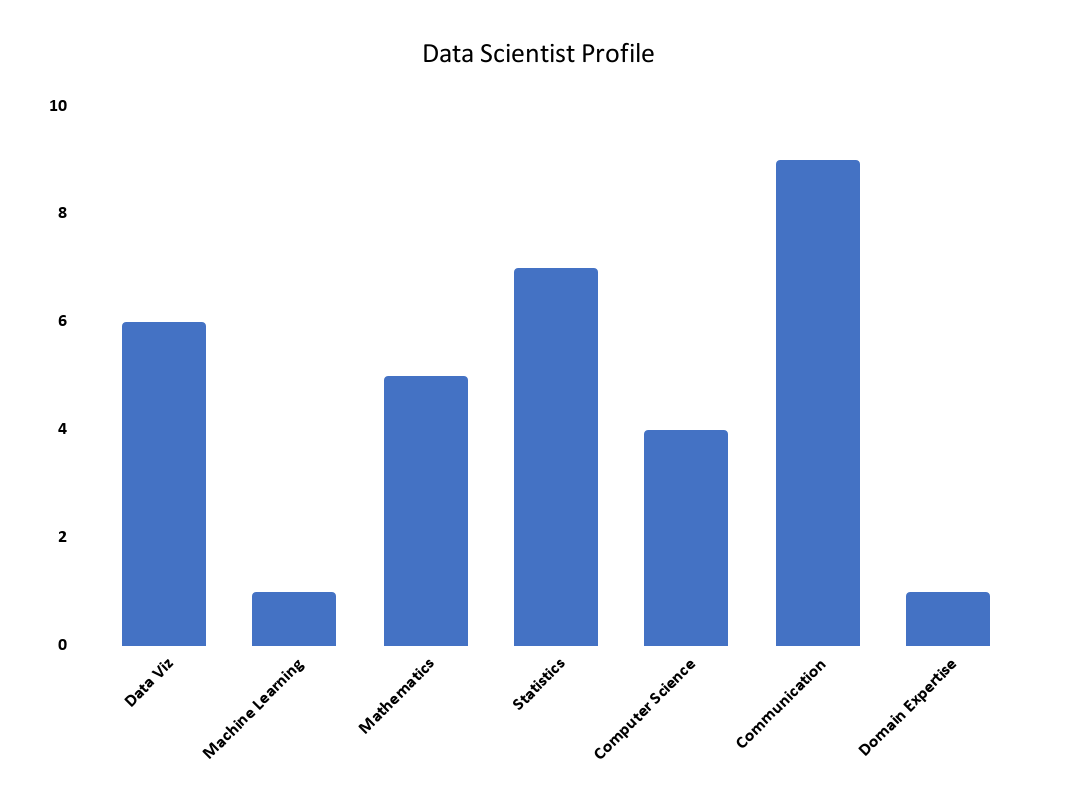 Data Scientist Profile
10
8
6
4
2
0
Data Viz
Machine Learning
Mathematics
Statistics
Computer Science
Communication
Domain Expertise